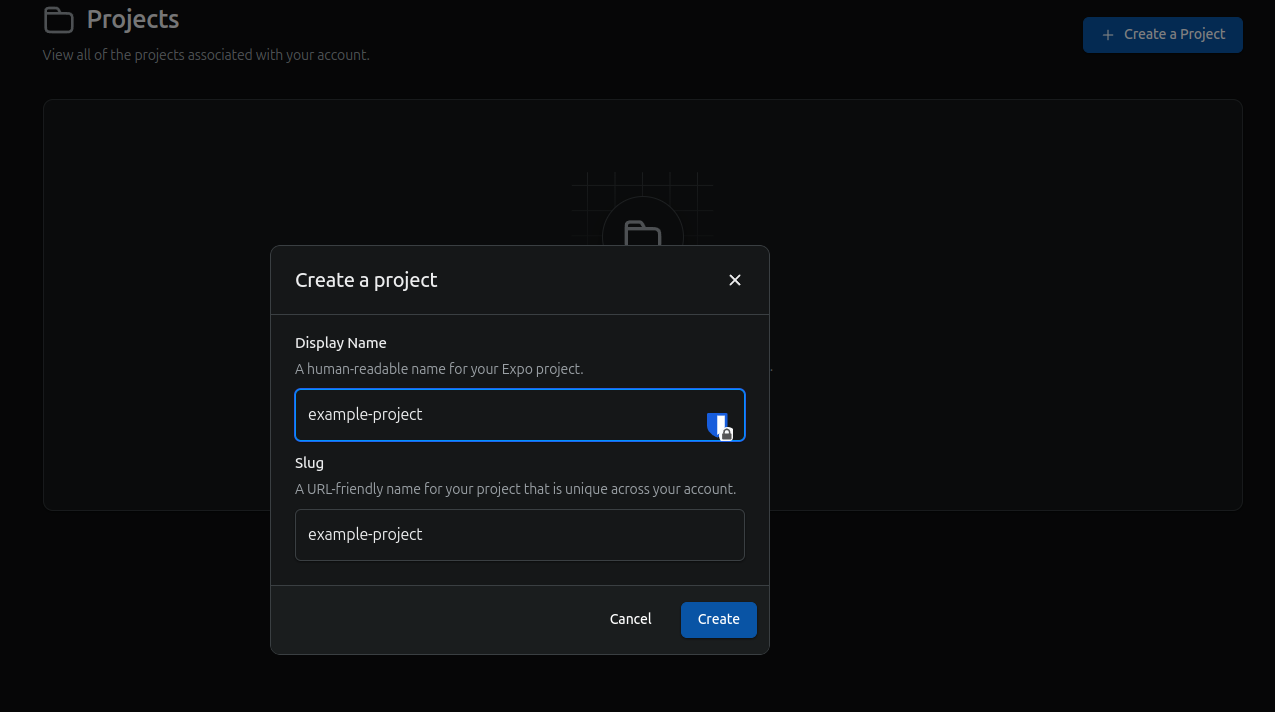 Projects
View all of the projects associated with your account.
Create a Project
Create a project
Display Name
A human-readable name for your Expo project.
example-project
Slug
A URL-friendly name for your project that is unique across your account.
example-project
Cancel
Create